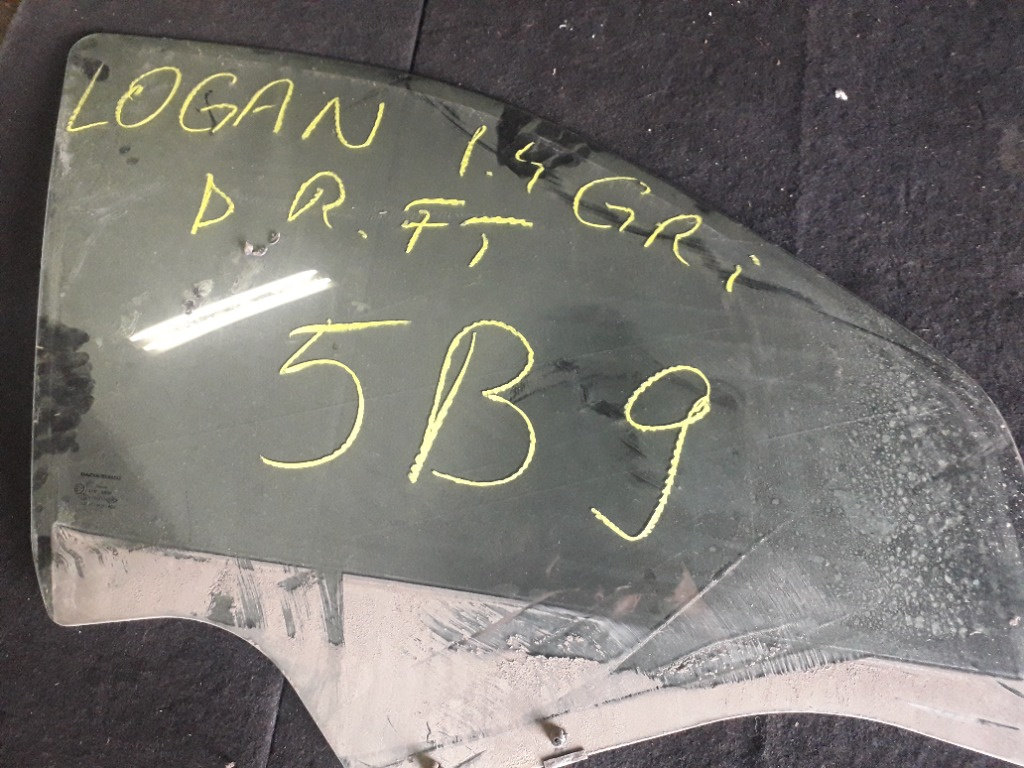 LOGAN 1.4 GRi
D R. FT
5B9